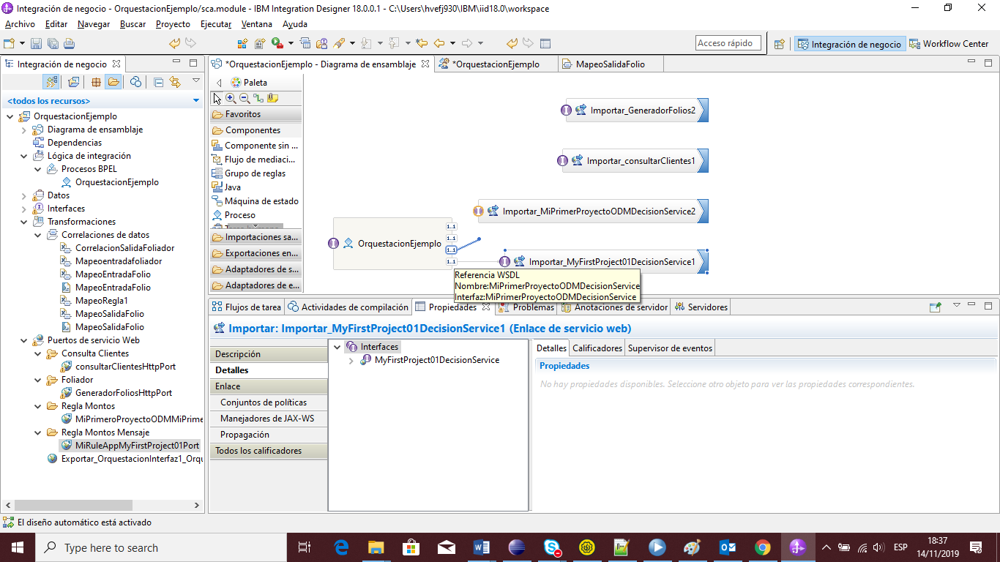 Integración de negocio - OrquestacionEjemplo/sca.module - IBM Integration Designer 18.0.0.1 - C:\Users\hvefj930\IBM\iid18.0\workspace
Archivo Editar Navegar Buscar Proyecto Ejecutar Ventana Ayuda
Acceso rápido
Integración de negocio
Workflow Center
Integración de negocio
<todos los recursos>
OrquestacionEjemplo
Diagrama de ensamblaje
Dependencias
Lógica de integración
Procesos BPEL
OrquestacionEjemplo
Datos
Interfaces
Transformaciones
Correlaciones de datos
CorrelacionSalidaFoliador
Mapeoentradafoliador
MapeoEntradaFolio
MapeoEntradaFolio
MapeoRegla1
MapeoSalidaFolio
MapeoSalidaFolio
Puertos de servicio Web
Consulta Clientes
consultarClientesHttpPort
Foliador
GeneradorFoliosHttpPort
Regla Montos
MiPrimeroProyectoODMMiPrime
Regla Montos Mensaje
MiRuleAppMyFirstProject01Port
Exportar_OrquestacionInterfaz1_Orqu
*OrquestacionEjemplo - Diagrama de ensamblaje
*OrquestacionEjemplo
MapeoSalidaFolio
Paleta
Favoritos
Componentes
Componente sin ...
Flujo de mediaci...
Grupo de reglas
Java
Máquina de estado
Proceso
Importaciones sa...
Exportaciones en...
Adaptadores de s...
Adaptadores de e...
Importar_GeneradorFolios2
Importar_consultarClientes1
Importar_MiPrimerProyectoODMDecisionService2
OrquestacionEjemplo
1..1
1..1
1..1
1..1
Importar_MyFirstProject01DecisionService1
Referencia WSDL
Nombre:MiPrimerProyectoODMDecisionService
Interfaz:MiPrimerProyectoODMDecisionService
Flujos de tarea
Actividades de compilación
Propiedades
Problemas
Anotaciones de servidor
Servidores
Importar: Importar_MyFirstProject01DecisionService1 (Enlace de servicio web)
Descripción
Detalles
Enlace
Conjuntos de políticas
Manejadores de JAX-WS
Propagación
Todos los calificadores
Interfaces
MyFirstProject01DecisionService
Detalles
Calificadores
Supervisor de eventos
Propiedades
No hay propiedades disponibles. Seleccione otro objeto para ver las propiedades correspondientes.
El diseño automático está activado
Type here to search
ESP
18:37
14/11/2019